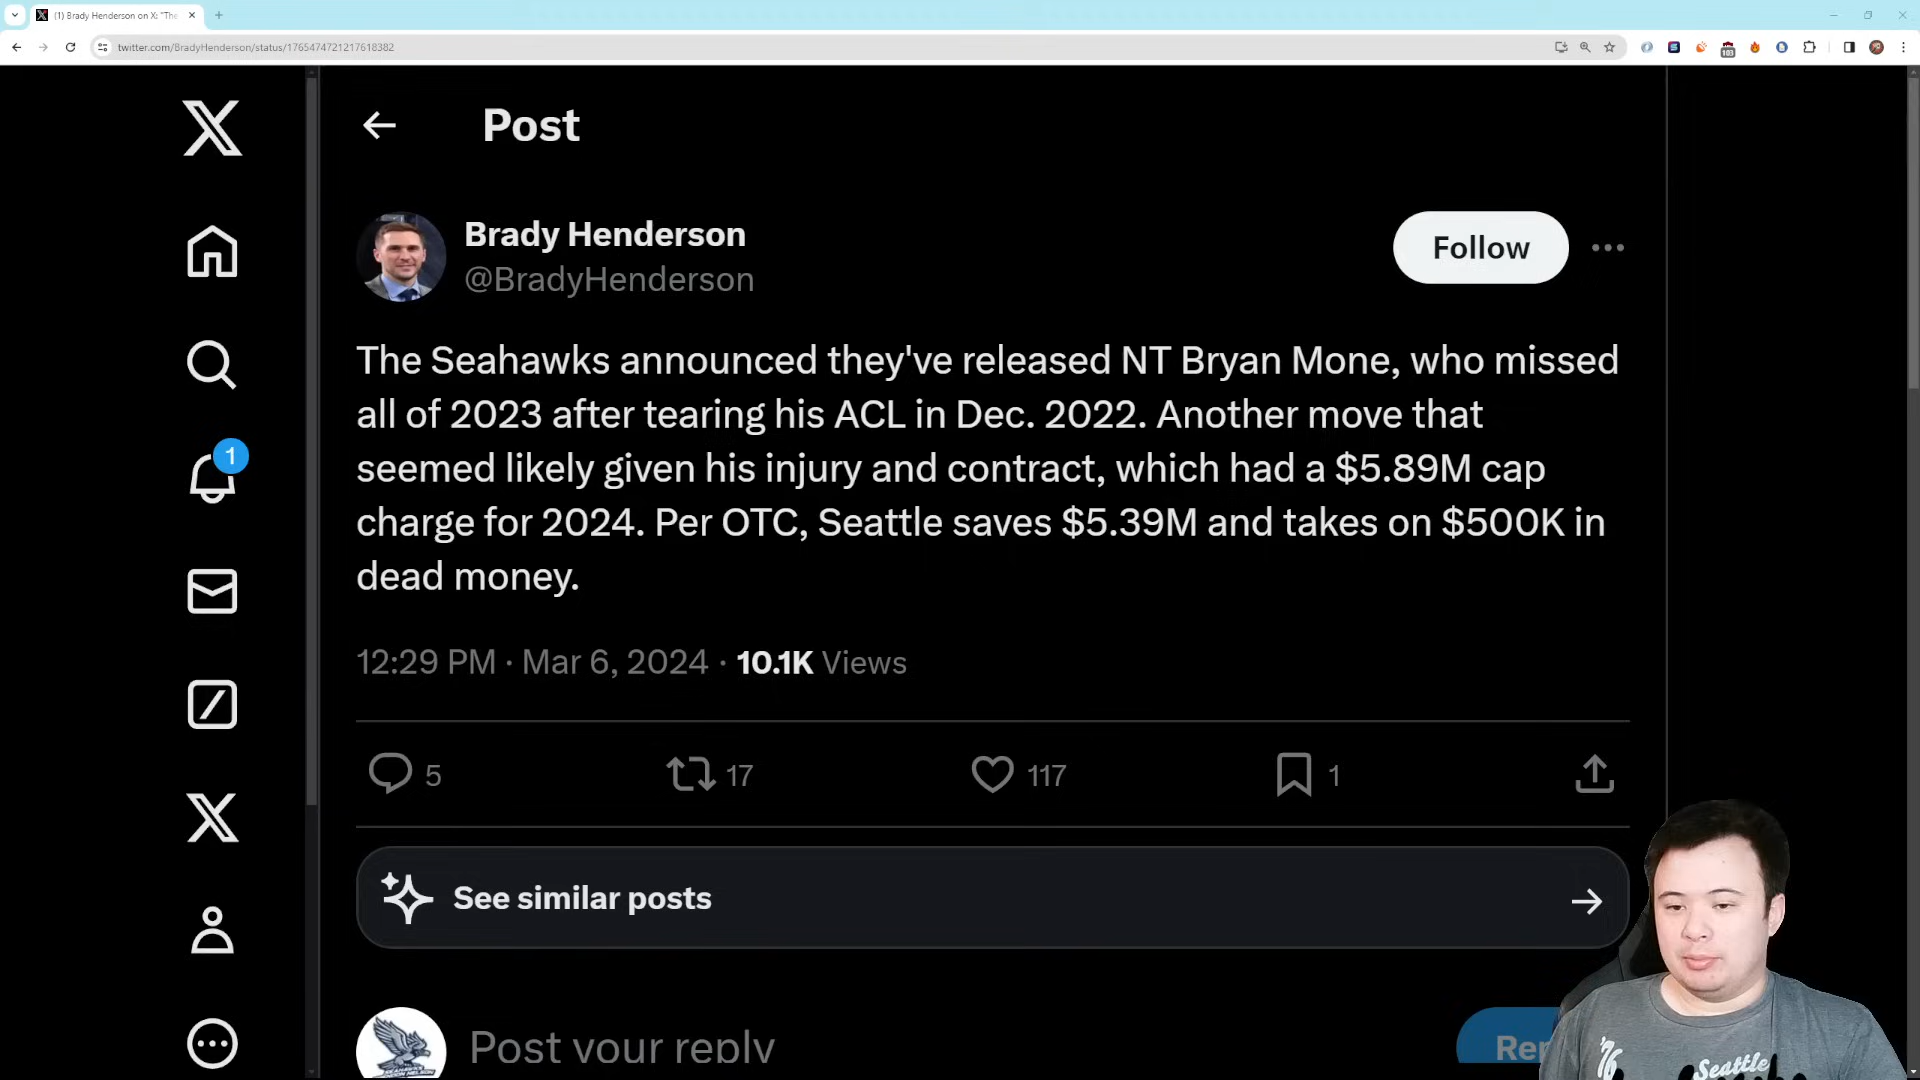 (1) Brady Henderson on X: "The
twitter.com/BradyHenderson/status/1765474721217618382
103
Post
Brady Henderson
@BradyHenderson
Follow
The Seahawks announced they've released NT Bryan Mone, who missed
all of 2023 after tearing his ACL in Dec. 2022. Another move that
seemed likely given his injury and contract, which had a $5.89M cap
charge for 2024. Per OTC, Seattle saves $5.39M and takes on $500K in
dead money.
1
12:29 PM · Mar 6, 2024 · 10.1K Views
5
17
117
1
See similar posts
Post your reply
'76
Seattle